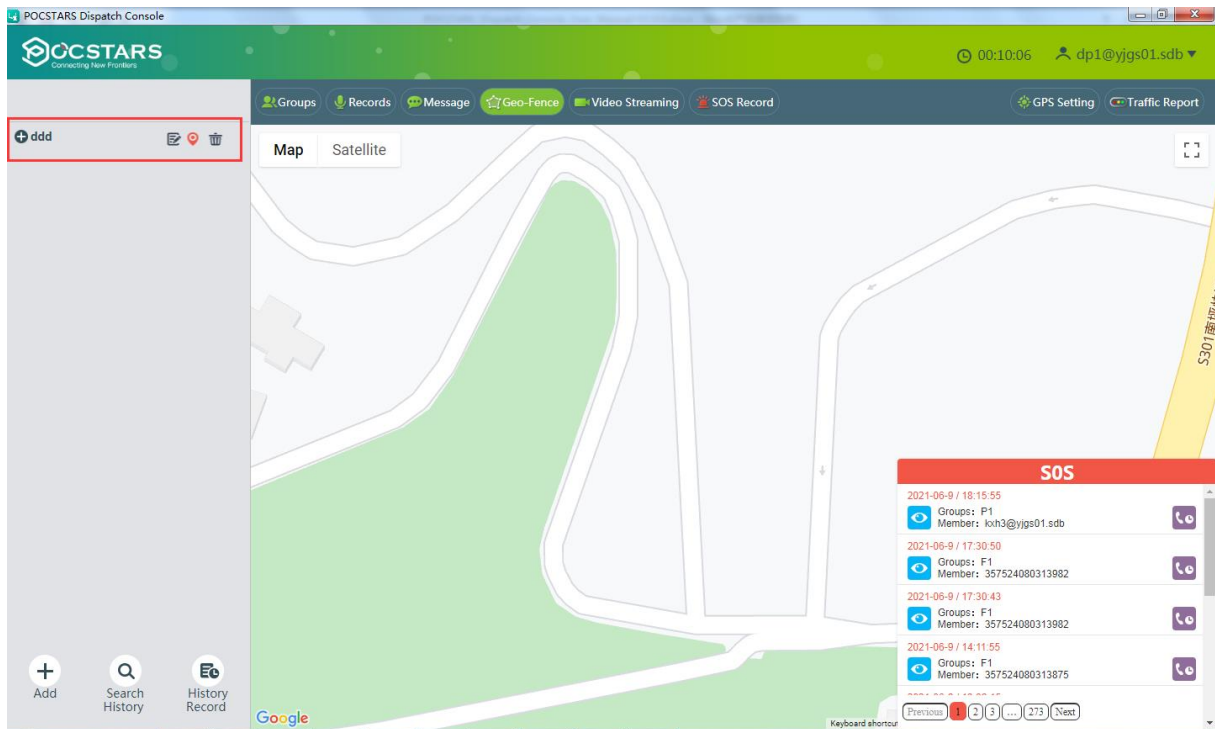 POCSTARS Dispatch Console
POCSTARS
Connecting New Frontiers
00:10:06 dp1@yjgs01.sdb
Groups Records Message Geo-Fence Video Streaming SOS Record GPS Setting Traffic Report
ddd
Map Satellite
SOS
2021-06-9 / 18:15:55
Groups: P1
Member: kxh3@yjgs01.sdb
2021-06-9 / 17:30:50
Groups: F1
Member: 357524080313982
2021-06-9 / 17:30:43
Groups: F1
Member: 357524080313982
2021-06-9 / 14:11:55
Groups: F1
Member: 357524080313875
Previous 1 2 3 ... 273 Next
Add
Search History
History Record
Google
Keyboard shortcu